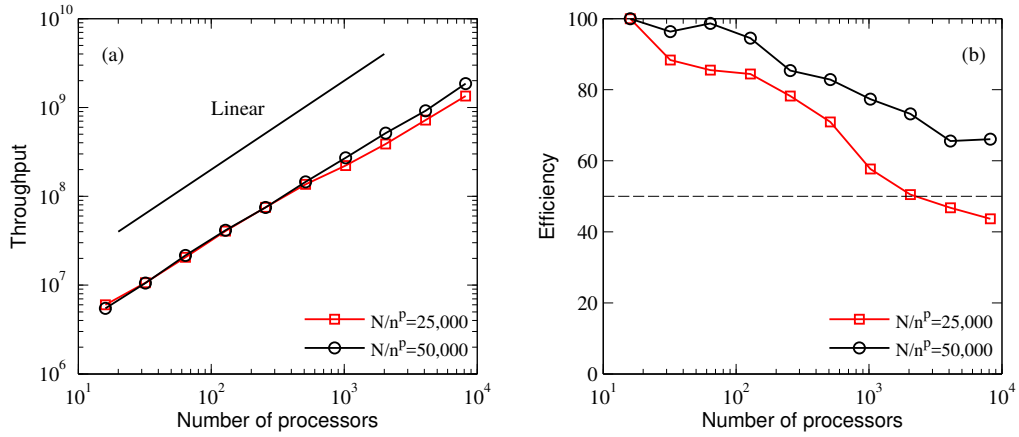 (a)
Linear
Throughput
10^10
10^9
10^8
10^7
10^6
N/n^p=25,000
N/n^p=50,000
10^1 10^2 10^3 10^4
Number of processors
(b)
Efficiency
100
80
60
40
20
0
N/n^p=25,000
N/n^p=50,000
10^1 10^2 10^3 10^4
Number of processors